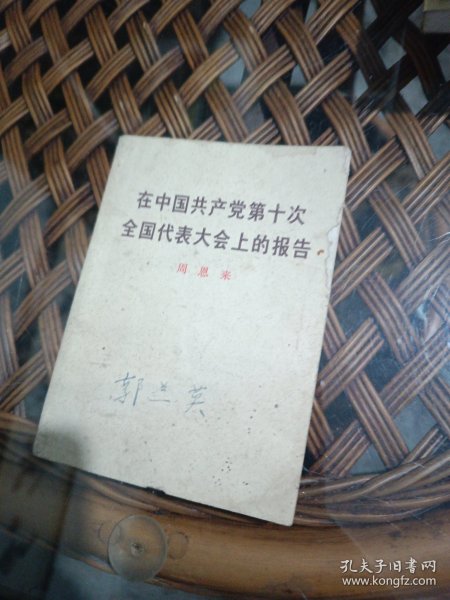 在中国共产党第十次
全国代表大会上的报告
周恩来
郭兰英
孔夫子旧书网
www.kongfz.com